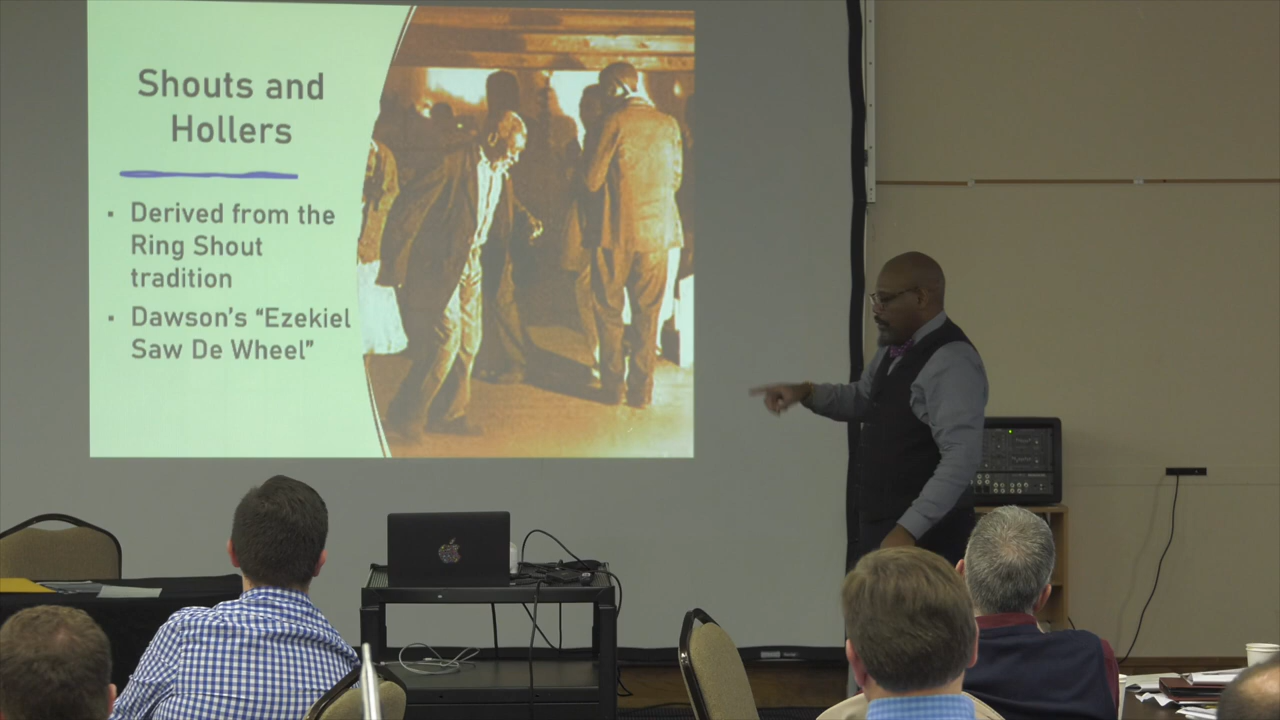 Shouts and
Hollers
▪ Derived from the
Ring Shout
tradition
▪ Dawson's “Ezekiel
Saw De Wheel”